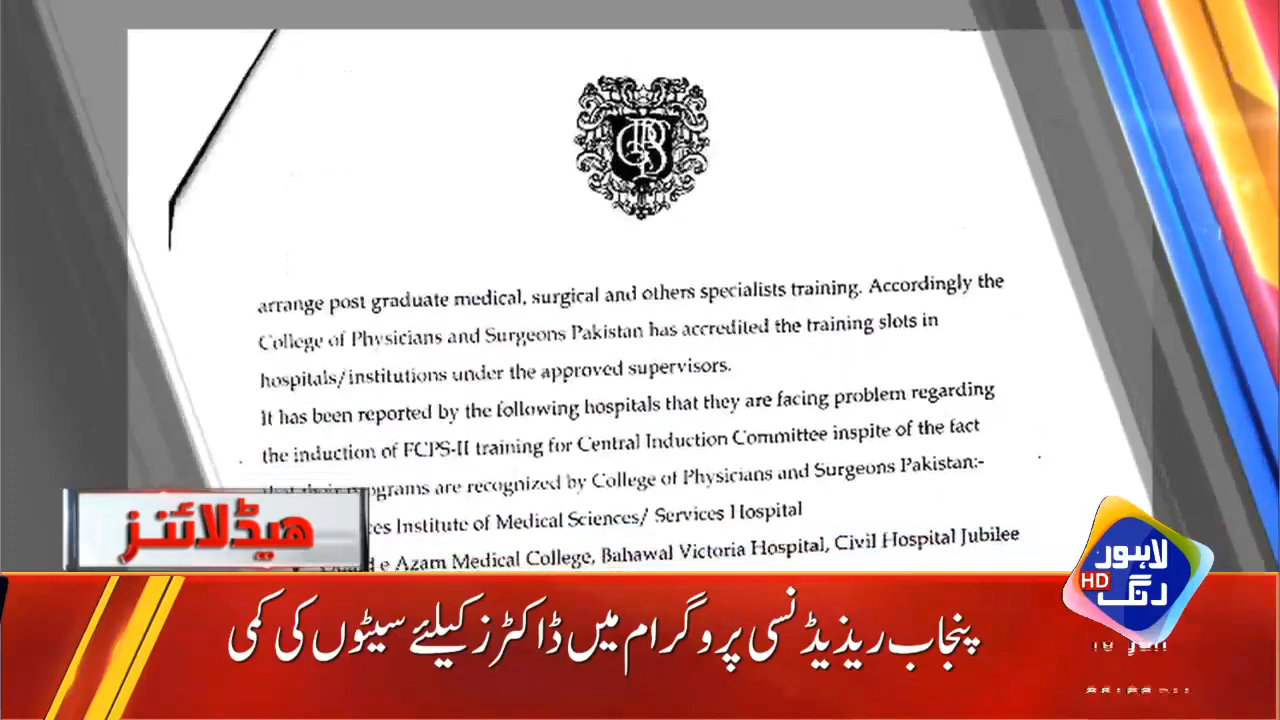 arrange post graduate medical, surgical and others specialists training. Accordingly the
College of Physicians and Surgeons Pakistan has accredited the training slots in
hospitals/institutions under the approved supervisors.
It has been reported by the following hospitals that they are facing problem regarding
the induction of FCPS-II training for Central Induction Committee inspite of the fact
that their programs are recognized by College of Physicians and Surgeons Pakistan:-
Institute of Medical Sciences/ Services Hospital
e Azam Medical College, Bahawal Victoria Hospital, Civil Hospital Jubilee
ہیڈلائنز
لاہور
رنگ
HD
پنجاب ریذیڈنسی پروگرام میں ڈاکٹرز کیلئے سیٹوں کی کمی